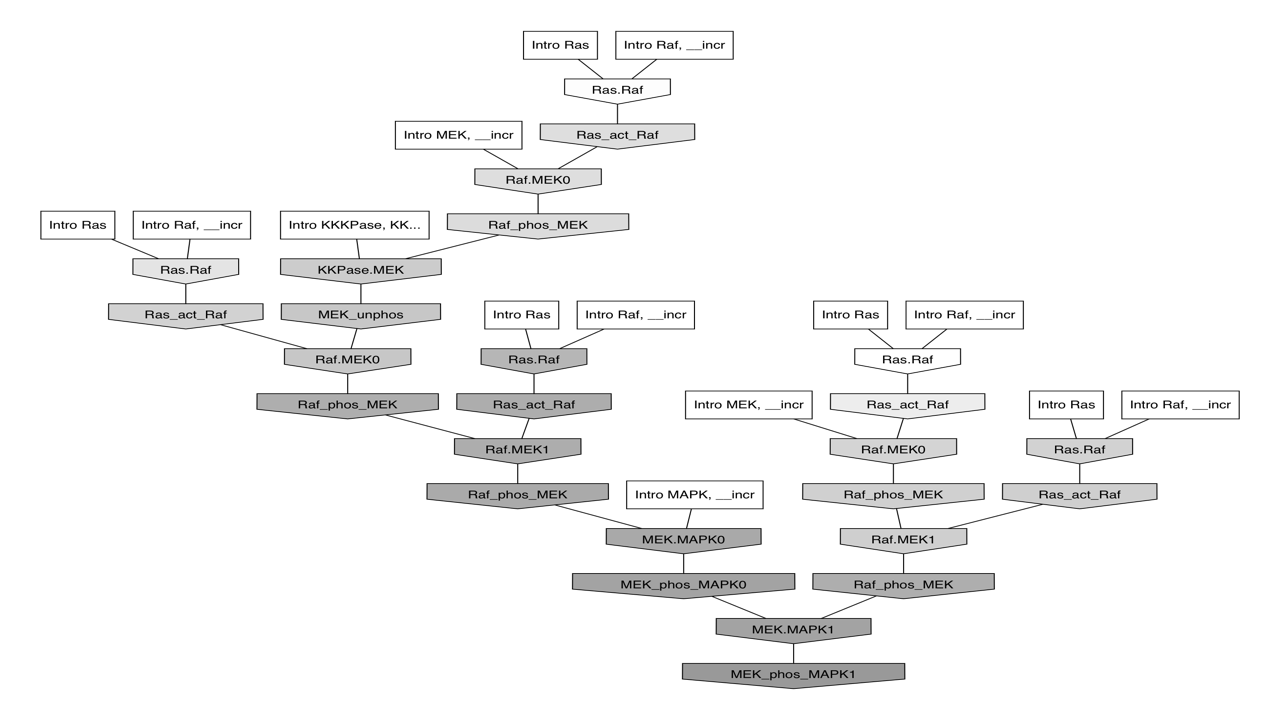 Intro Ras
Intro Raf, __incr
Ras.Raf
Intro MEK, __incr
Ras_act_Raf
Raf.MEK0
Intro Ras
Intro Raf, __incr
Intro KKKPase, KK...
Raf_phos_MEK
Ras.Raf
KKPase.MEK
Ras_act_Raf
MEK_unphos
Intro Ras
Intro Raf, __incr
Intro Ras
Intro Raf, __incr
Raf.MEK0
Ras.Raf
Ras.Raf
Raf_phos_MEK
Ras_act_Raf
Intro MEK, __incr
Ras_act_Raf
Intro Ras
Intro Raf, __incr
Raf.MEK1
Raf.MEK0
Ras.Raf
Raf_phos_MEK
Intro MAPK, __incr
Raf_phos_MEK
Ras_act_Raf
MEK.MAPK0
Raf.MEK1
MEK_phos_MAPK0
Raf_phos_MEK
MEK.MAPK1
MEK_phos_MAPK1